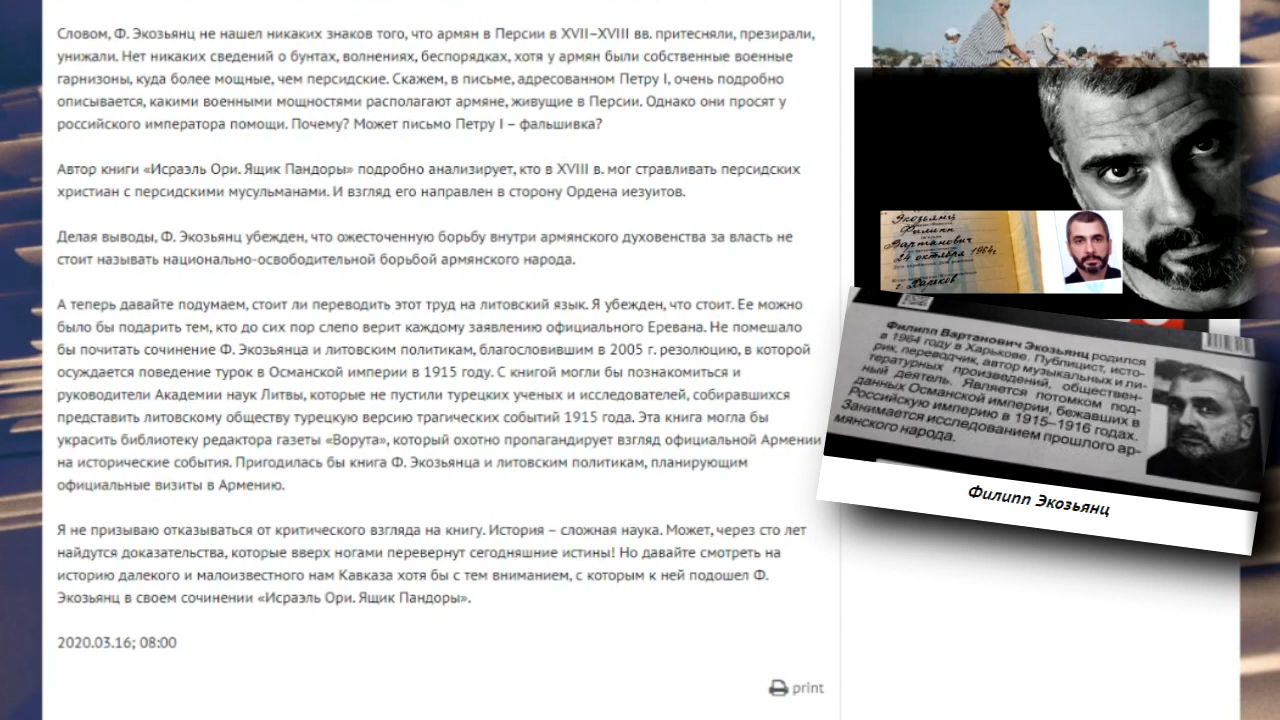 Словом, Ф. Экозьянц не нашел никаких знаков того, что армян в Персии в XVII–XVIII вв. притесняли, презирали,
унижали. Нет никаких сведений о бунтах, волнениях, беспорядках, хотя у армян были собственные военные
гарнизоны, куда более мощные, чем персидские. Скажем, в письме, адресованном Петру I, очень подробно
описывается, какими военными мощностями располагают армяне, живущие в Персии. Однако они просят у
российского императора помощи. Почему? Может письмо Петру I – фальшивка?
Автор книги «Исраэль Ори. Ящик Пандоры» подробно анализирует, кто в XVIII в. мог стравливать персидских
христиан с персидскими мусульманами. И взгляд его направлен в сторону Ордена иезуитов.
Делая выводы, Ф. Экозьянц убежден, что ожесточенную борьбу внутри армянского духовенства за власть не
стоит называть национально-освободительной борьбой армянского народа.
А теперь давайте подумаем, стоит ли переводить этот труд на литовский язык. Я убежден, что стоит. Ее можно
было бы подарить тем, кто до сих пор слепо верит каждому заявлению официального Еревана. Не помешало
бы почитать сочинение Ф. Экозьянца и литовским политикам, благословившим в 2005 г. резолюцию, в которой
осуждается поведение турок в Османской империи в 1915 году. С книгой могли бы познакомиться и
руководители Академии наук Литвы, которые не пустили турецких ученых и исследователей, собиравшихся
представить литовскому обществу турецкую версию трагических событий 1915 года. Эта книга могла бы
украсить библиотеку редактора газеты «Ворута», который охотно пропагандирует взгляд официальной Армении
на исторические события. Пригодилась бы книга Ф. Экозьянца и литовским политикам, планирующим
официальные визиты в Армению.
Я не призываю отказываться от критического взгляда на книгу. История – сложная наука. Может, через сто лет
найдутся доказательства, которые вверх ногами перевернут сегодняшние истины! Но давайте смотреть на
историю далекого и малоизвестного нам Кавказа хотя бы с тем вниманием, с которым к ней подошел Ф.
Экозьянц в своем сочинении «Исраэль Ори. Ящик Пандоры».
2020.03.16; 08:00
print
Экозьянц
Филипп
Вартанович
24 октября 1964г.
г. Харьков
Филипп Вартанович Экозьянц родился
в 1964 году в Харькове. Публицист, исто-
рик, переводчик, автор музыкальных и ли-
тературных произведений, обществен-
ный деятель. Является потомком под-
данных Османской империи, бежавших в
Российскую империю в 1915–1916 годах.
Занимается исследованием прошлого ар-
мянского народа.
Филипп Экозьянц